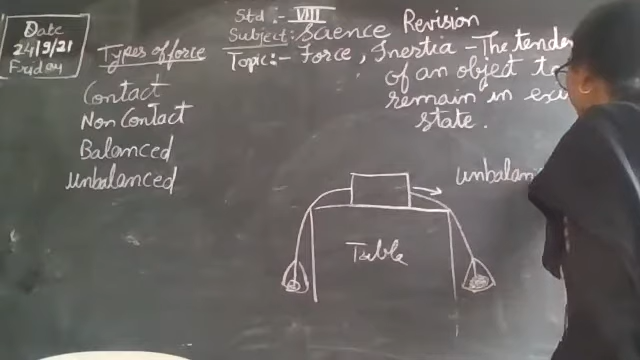 Date
24/9/21
Friday
Std :- VIII
Subject: Science Revision
Topic:- Force, Inertia - The
of an object
remain in
state.
Types of force
Contact
Non Contact
Balanced
Unbalanced
Table